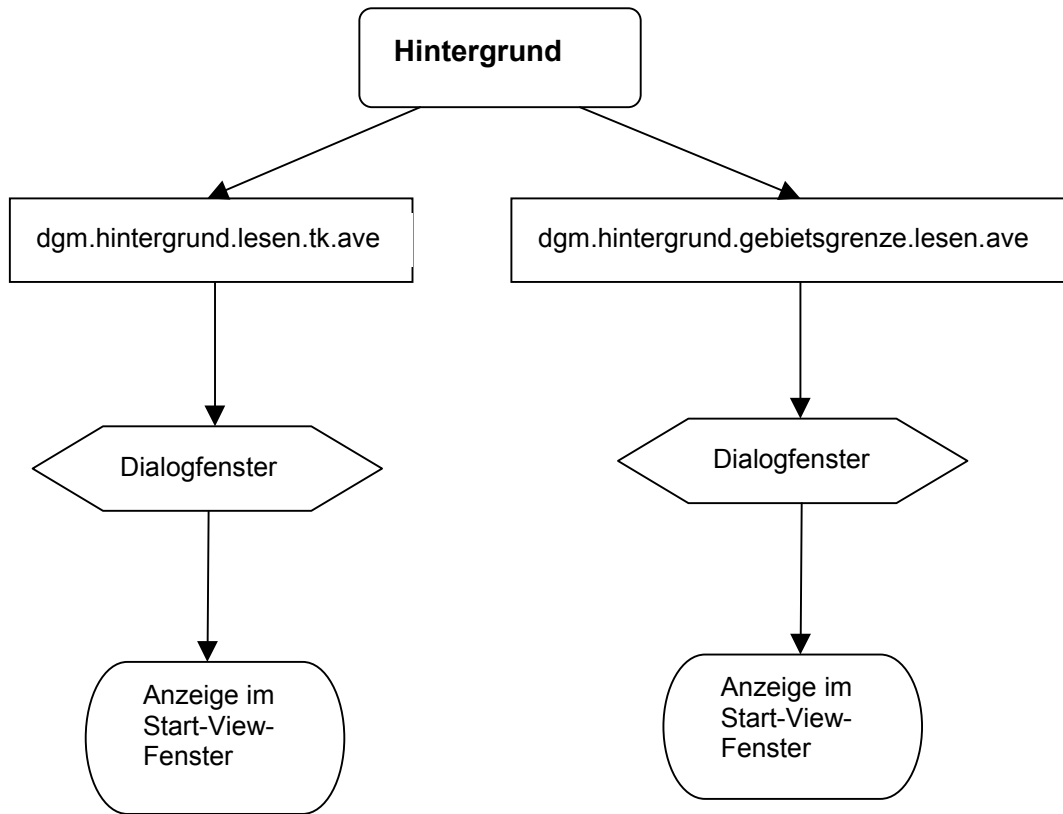 Hintergrund
dgm.hintergrund.lesen.tk.ave
dgm.hintergrund.gebietsgrenze.lesen.ave
Dialogfenster
Dialogfenster
Anzeige im
Start-View-
Fenster
Anzeige im
Start-View-
Fenster